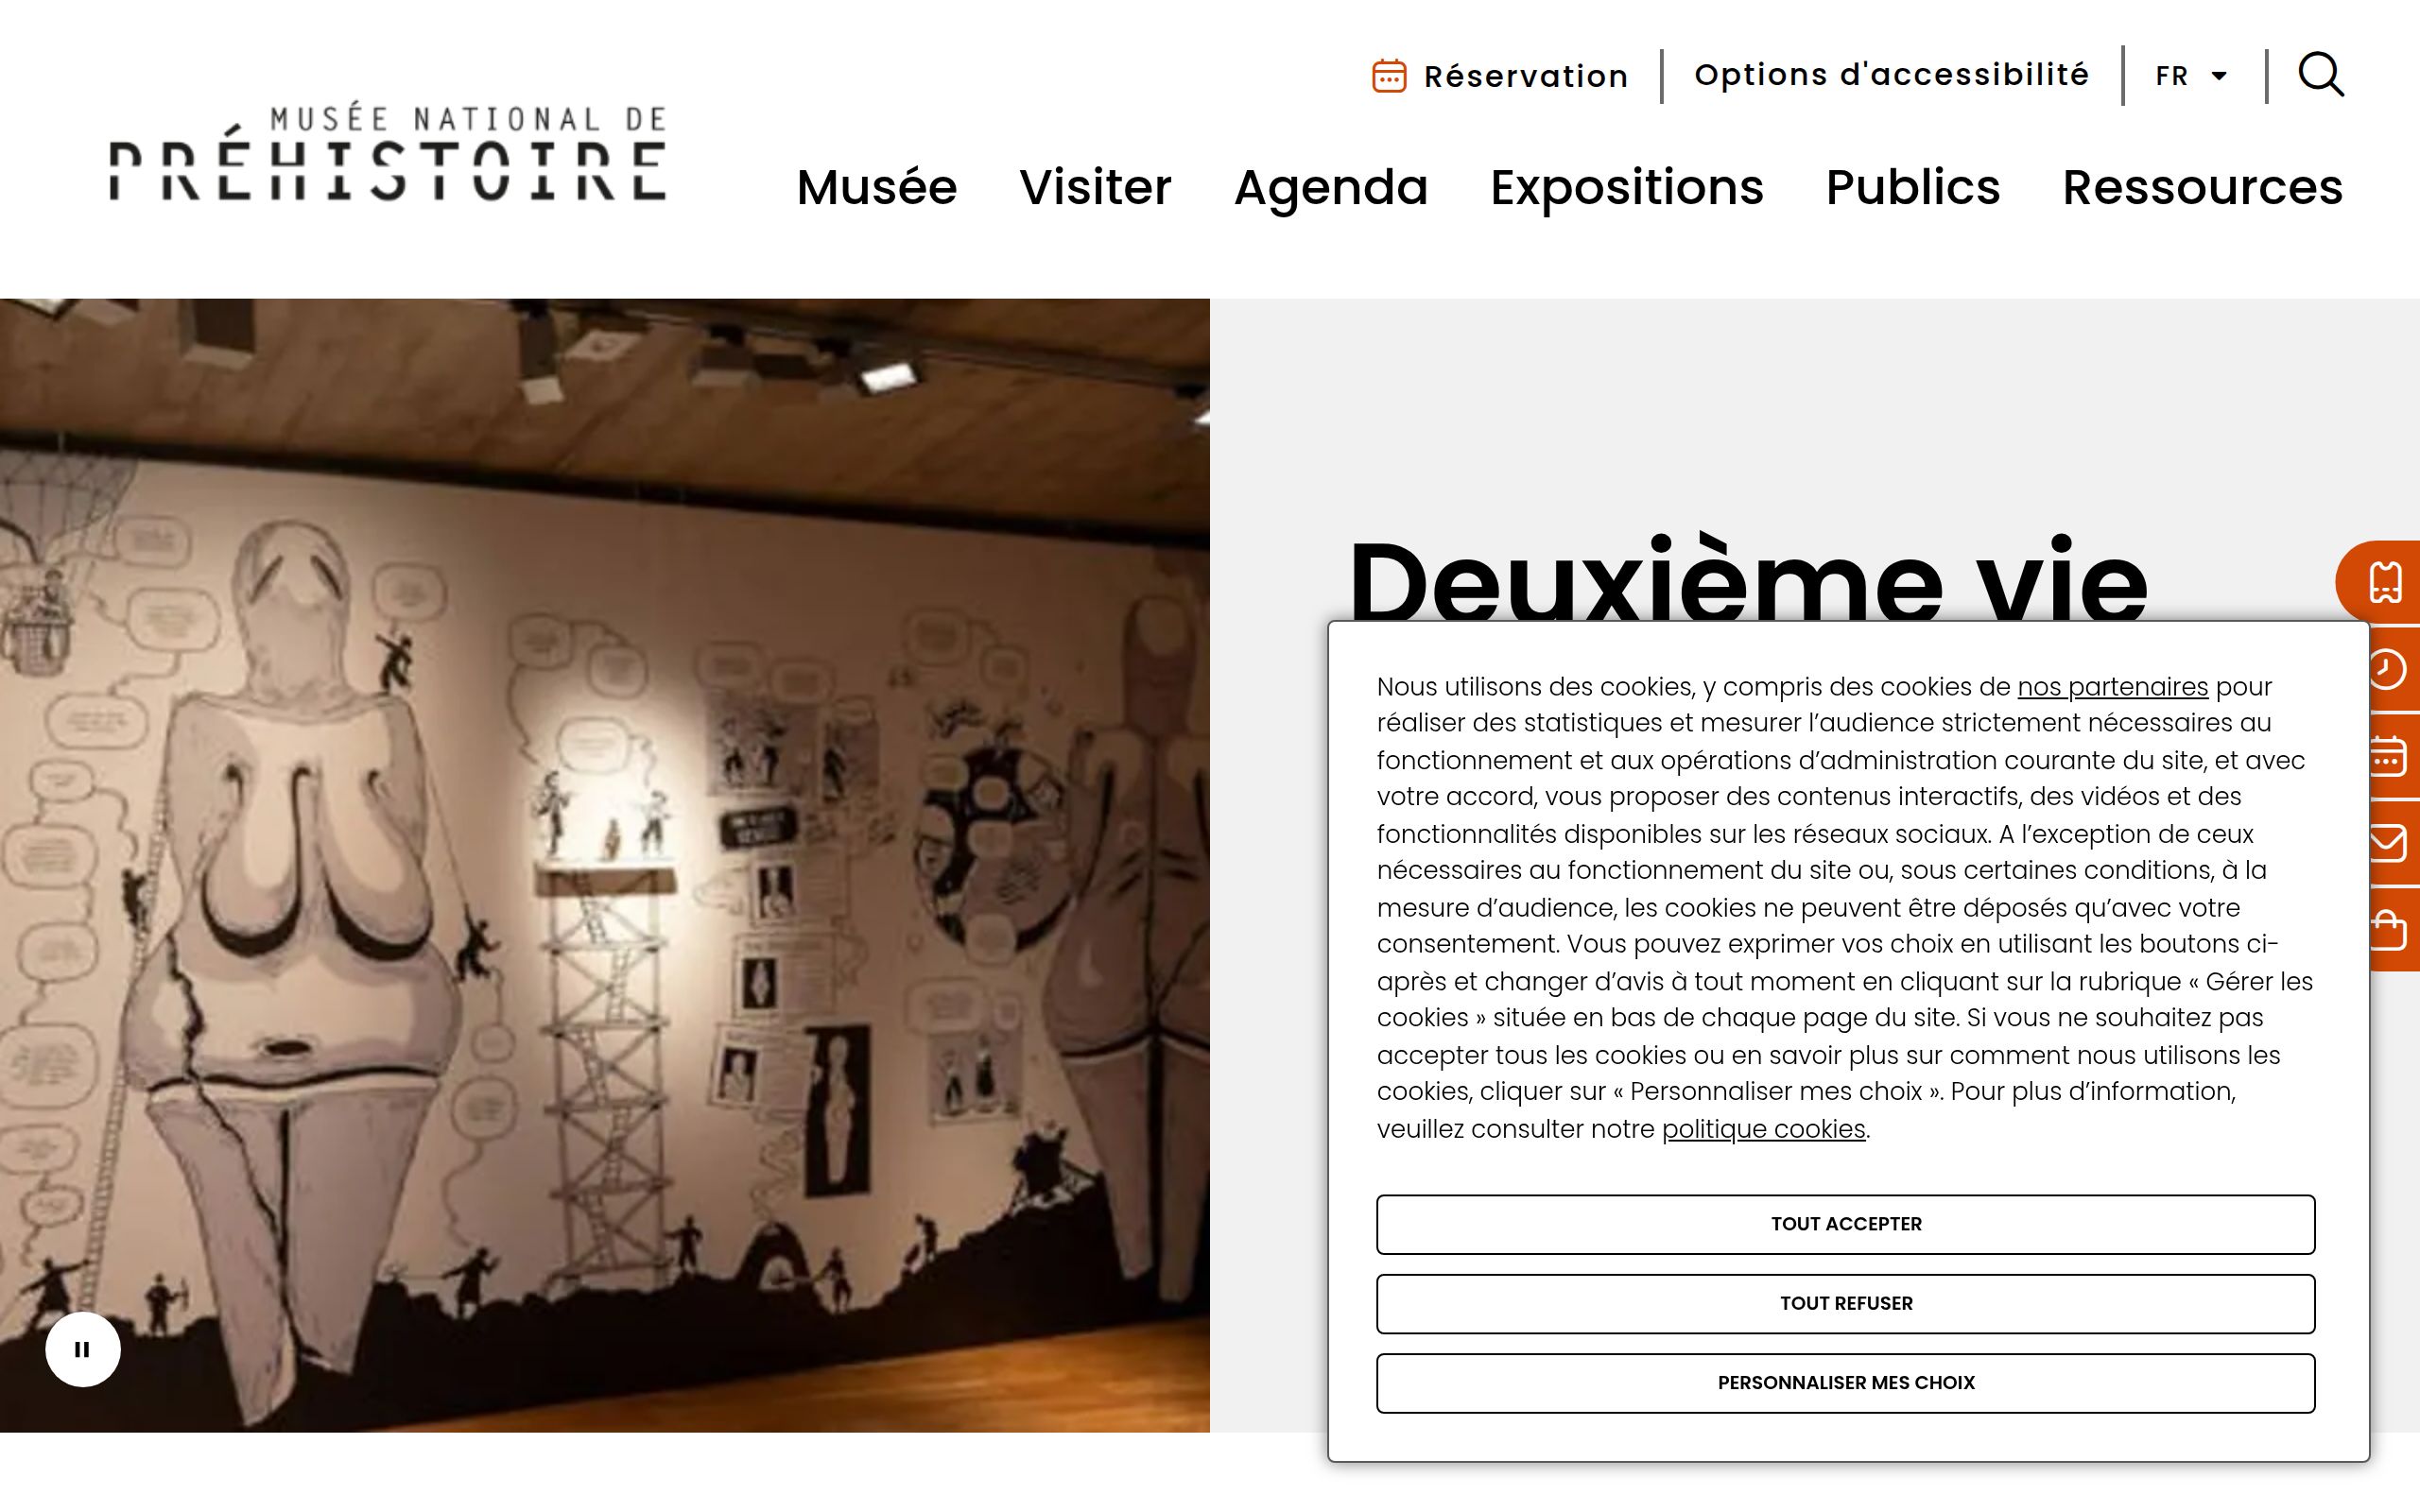 Réservation
Options d'accessibilité
FR
MUSÉE NATIONAL DE
PRÉHISTOIRE
Musée
Visiter
Agenda
Expositions
Publics
Ressources
Deuxième vie
Nous utilisons des cookies, y compris des cookies de nos partenaires pour
réaliser des statistiques et mesurer l’audience strictement nécessaires au
fonctionnement et aux opérations d’administration courante du site, et avec
votre accord, vous proposer des contenus interactifs, des vidéos et des
fonctionnalités disponibles sur les réseaux sociaux. A l’exception de ceux
nécessaires au fonctionnement du site ou, sous certaines conditions, à la
mesure d’audience, les cookies ne peuvent être déposés qu’avec votre
consentement. Vous pouvez exprimer vos choix en utilisant les boutons ci-
après et changer d’avis à tout moment en cliquant sur la rubrique « Gérer les
cookies » située en bas de chaque page du site. Si vous ne souhaitez pas
accepter tous les cookies ou en savoir plus sur comment nous utilisons les
cookies, cliquer sur « Personnaliser mes choix ». Pour plus d’information,
veuillez consulter notre politique cookies.
TOUT ACCEPTER
TOUT REFUSER
PERSONNALISER MES CHOIX